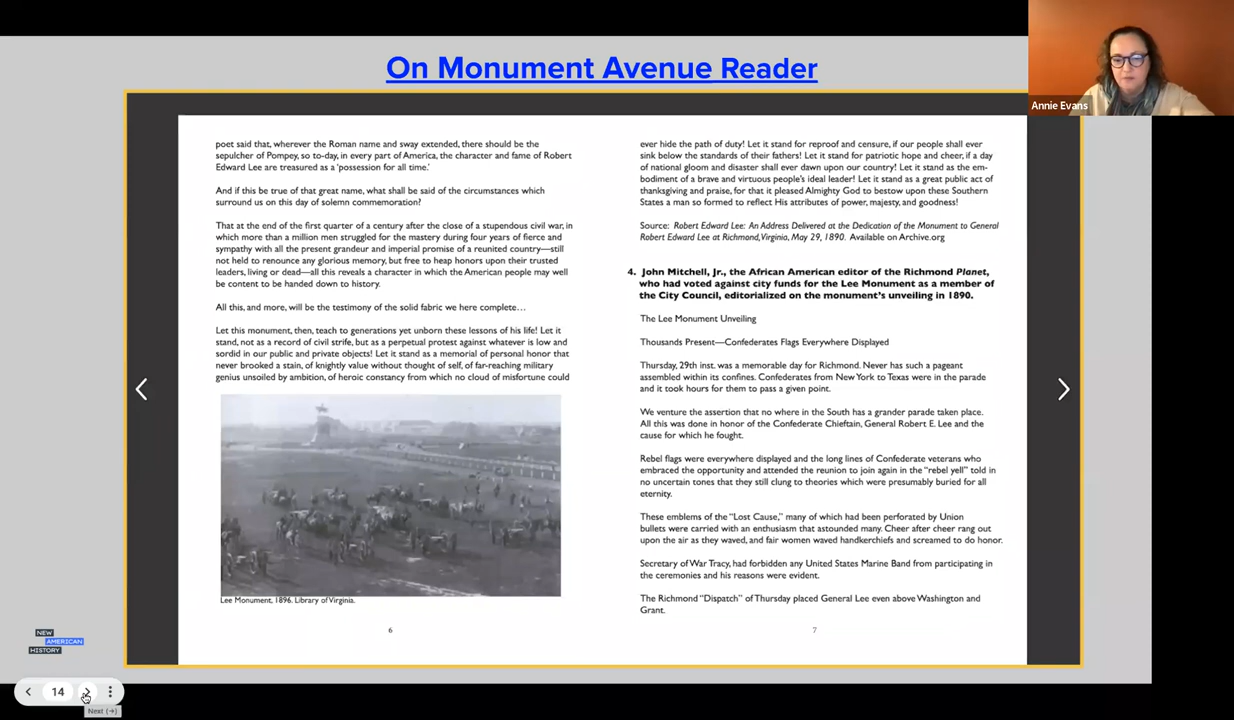 On Monument Avenue Reader
Annie Evans
poet said that, wherever the Roman name and sway extended, there should be the
sepulcher of Pompey, so to-day, in every part of America, the character and fame of Robert
Edward Lee are treasured as a 'possession for all time.'
And if this be true of that great name, what shall be said of the circumstances which
surround us on this day of solemn commemoration?
That at the end of the first quarter of a century after the close of a stupendous civil war, in
which more than a million men struggled for the mastery during four years of fierce and
sympathy with all the present grandeur and imperial promise of a reunited country—still
not held to renounce any glorious memory, but free to heap honors upon their trusted
leaders, living or dead—all this reveals a character in which the American people may well
be content to be handed down to history.
All this, and more, will be the testimony of the solid fabric we here complete...
Let this monument, then, teach to generations yet unborn these lessons of his life! Let it
stand, not as a record of civil strife, but as a perpetual protest against whatever is low and
sordid in our public and private objects! Let it stand as a memorial of personal honor that
never brooked a stain, of knightly value without thought of self, of far-reaching military
genius unsoiled by ambition, of heroic constancy from which no cloud of misfortune could
Lee Monument, 1896. Library of Virginia.
6
ever hide the path of duty! Let it stand for reproof and censure, if our people shall ever
sink below the standards of their fathers! Let it stand for patriotic hope and cheer, if a day
of national gloom and disaster shall ever dawn upon our country! Let it stand as the em-
bodiment of a brave and virtuous people's ideal leader! Let it stand as a great public act of
thanksgiving and praise, for that it pleased Almighty God to bestow upon these Southern
States a man so formed to reflect His attributes of power, majesty, and goodness!
Source: Robert Edward Lee: An Address Delivered at the Dedication of the Monument to General
Robert Edward Lee at Richmond, Virginia, May 29, 1890. Available on Archive.org
4. John Mitchell, Jr., the African American editor of the Richmond Planet,
who had voted against city funds for the Lee Monument as a member of
the City Council, editorialized on the monument's unveiling in 1890.
The Lee Monument Unveiling
Thousands Present—Confederates Flags Everywhere Displayed
Thursday, 29th inst. was a memorable day for Richmond. Never has such a pageant
assembled within its confines. Confederates from New York to Texas were in the parade
and it took hours for them to pass a given point.
We venture the assertion that no where in the South has a grander parade taken place.
All this was done in honor of the Confederate Chieftain, General Robert E. Lee and the
cause for which he fought.
Rebel flags were everywhere displayed and the long lines of Confederate veterans who
embraced the opportunity and attended the reunion to join again in the "rebel yell" told in
no uncertain tones that they still clung to theories which were presumably buried for all
eternity.
These emblems of the "Lost Cause," many of which had been perforated by Union
bullets were carried with an enthusiasm that astounded many. Cheer after cheer rang out
upon the air as they waved, and fair women waved handkerchiefs and screamed to do honor.
Secretary of War Tracy, had forbidden any United States Marine Band from participating in
the ceremonies and his reasons were evident.
The Richmond "Dispatch" of Thursday placed General Lee even above Washington and
Grant.
7
NEW
AMERICAN
HISTORY
14
Next (→)